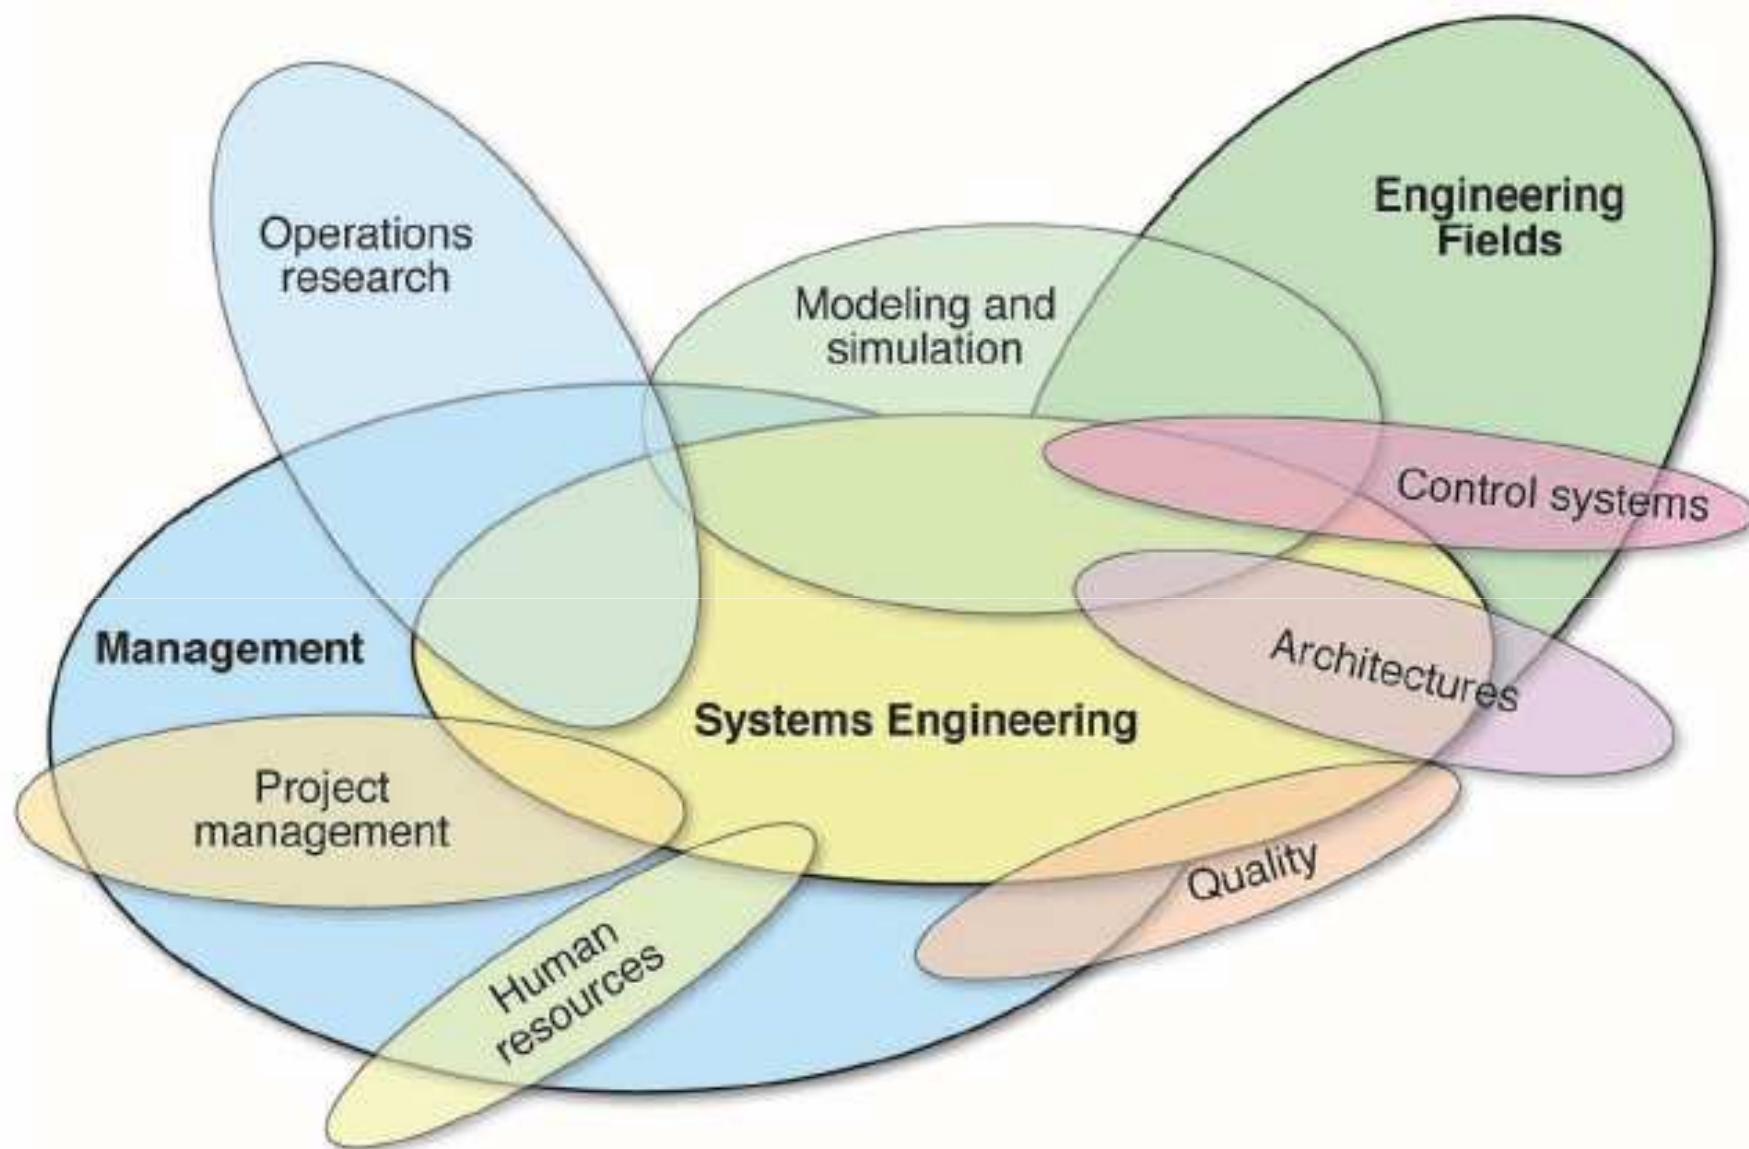 Operations
research
Engineering
Fields
Modeling and
simulation
Control systems
Management
Architectures
Systems Engineering
Project
management
Quality
Human
resources